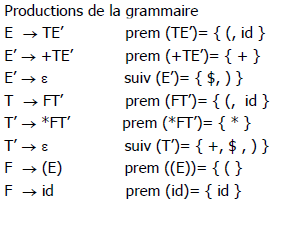 Productions de la grammaire
E → TE’ prem (TE’)= { (, id }
E’ → +TE’ prem (+TE’)= { + }
E’ → ε suiv (E’)= { $, ) }
T → FT’ prem (FT’)= { (, id }
T’ → *FT’ prem (*FT’)= { * }
T’ → ε suiv (T’)= { +, $ , ) }
F → (E) prem ((E))= { ( }
F → id prem (id)= { id }